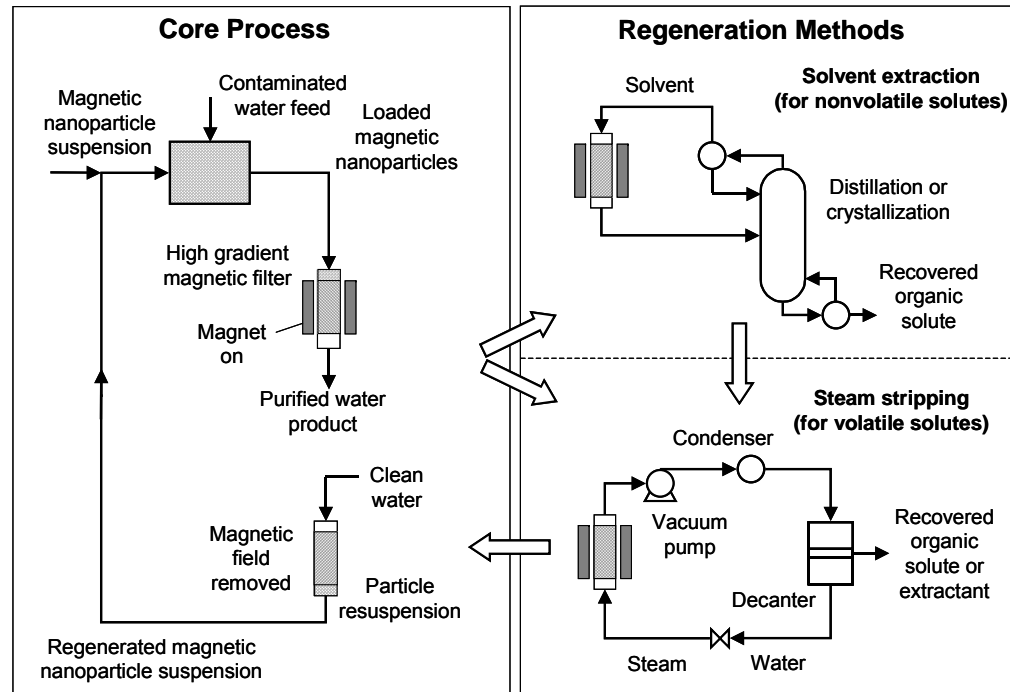 Core Process
Contaminated
water feed
Magnetic
nanoparticle
suspension
Loaded
magnetic
nanoparticles
High gradient
magnetic filter
Magnet
on
Purified water
product
Clean
water
Magnetic
field
removed
Particle
resuspension
Regenerated magnetic
nanoparticle suspension
Regeneration Methods
Solvent extraction
(for nonvolatile solutes)
Solvent
Distillation or
crystallization
Recovered
organic
solute
Steam stripping
(for volatile solutes)
Condenser
Vacuum
pump
Recovered
organic
solute or
extractant
Decanter
Steam
Water